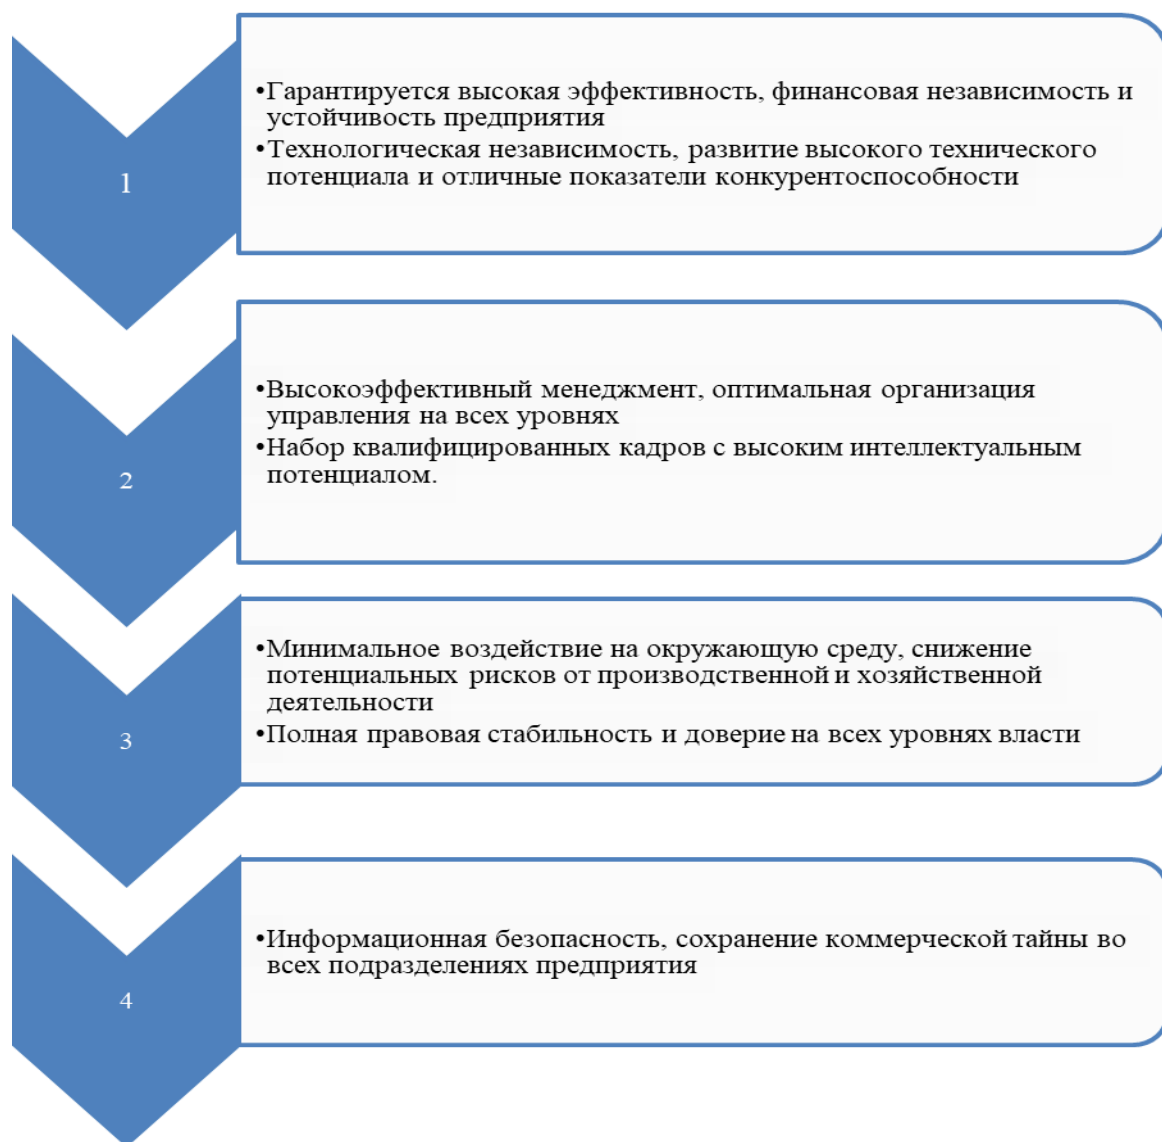 1
•Гарантируется высокая эффективность, финансовая независимость и
устойчивость предприятия
•Технологическая независимость, развитие высокого технического
потенциала и отличные показатели конкурентоспособности
2
•Высокоэффективный менеджмент, оптимальная организация
управления на всех уровнях
•Набор квалифицированных кадров с высоким интеллектуальным
потенциалом.
3
•Минимальное воздействие на окружающую среду, снижение
потенциальных рисков от производственной и хозяйственной
деятельности
•Полная правовая стабильность и доверие на всех уровнях власти
4
•Информационная безопасность, сохранение коммерческой тайны во
всех подразделениях предприятия